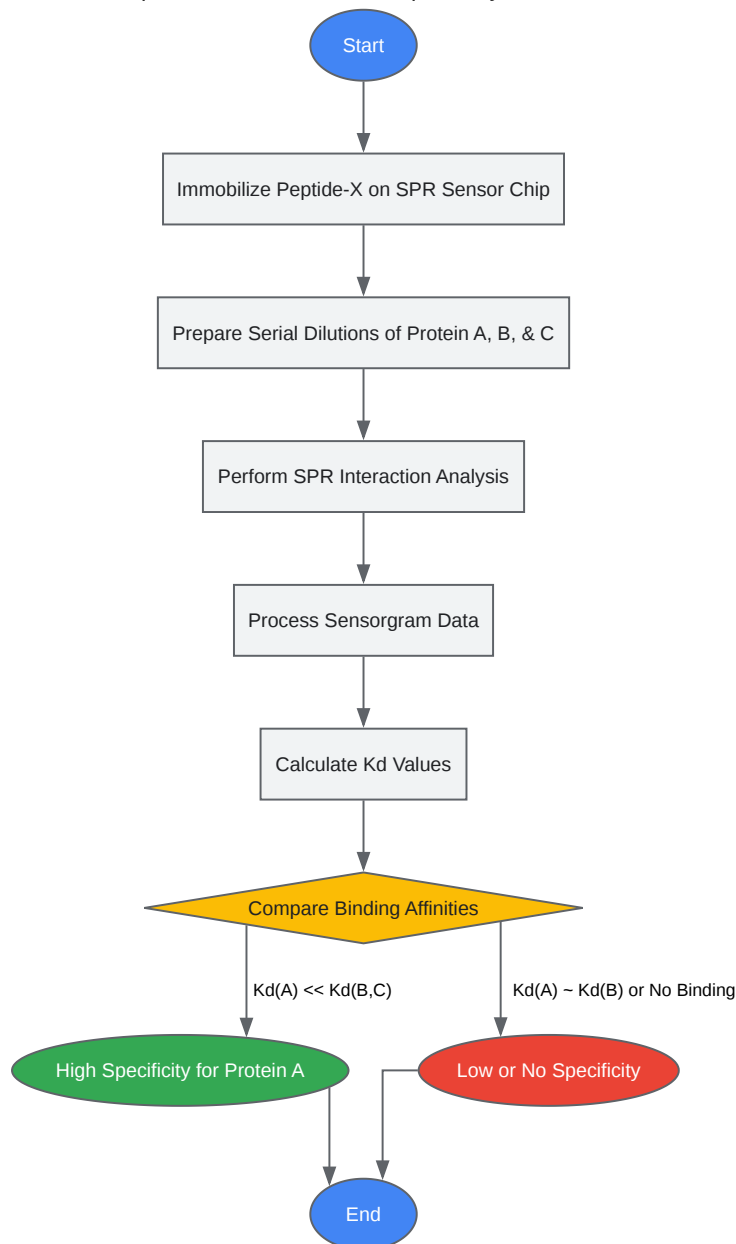 Start
Immobilize Peptide-X on SPR Sensor Chip
Prepare Serial Dilutions of Protein A, B, & C
Perform SPR Interaction Analysis
Process Sensorgram Data
Calculate Kd Values
Compare Binding Affinities
Kd(A) << Kd(B,C)
Kd(A) ~ Kd(B) or No Binding
High Specificity for Protein A
Low or No Specificity
End